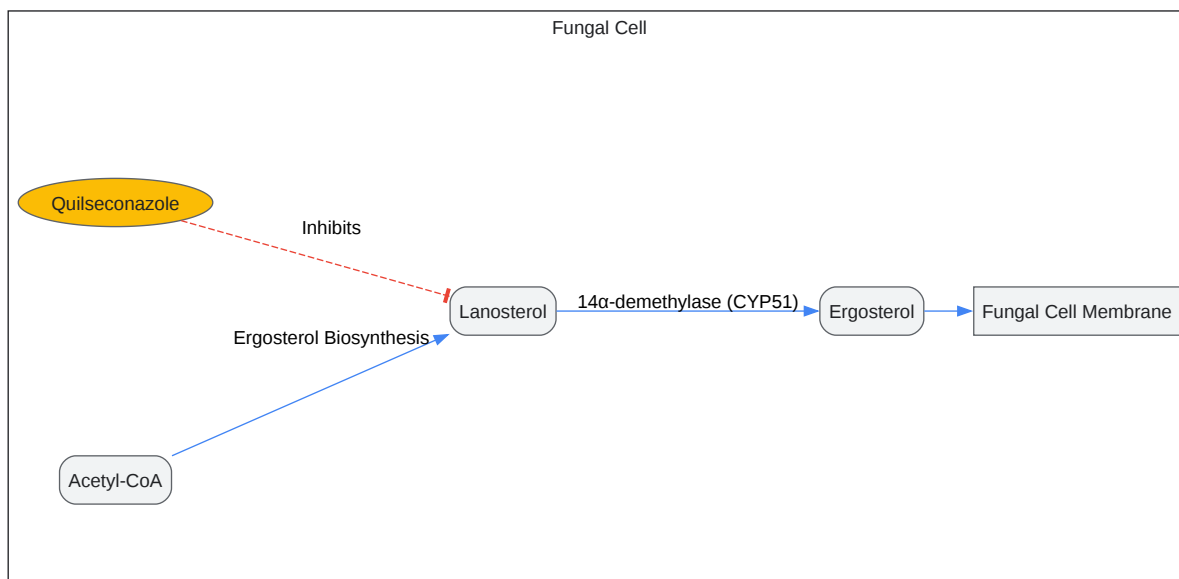 Fungal Cell
Quilseconazole
Inhibits
Lanosterol
14α-demethylase (CYP51)
Ergosterol
Fungal Cell Membrane
Ergosterol Biosynthesis
Acetyl-CoA